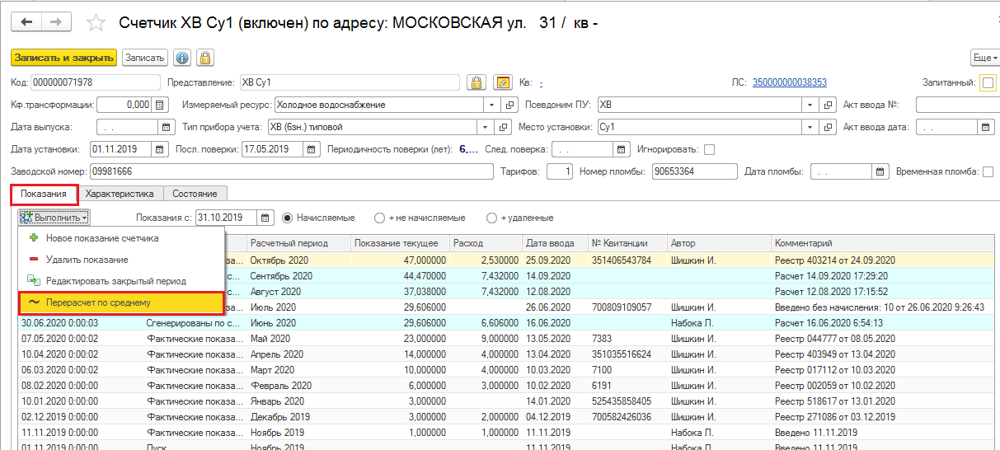 Счетчик ХВ Су1 (включен) по адресу: МОСКОВСКАЯ ул. 31 / кв -
Записать и закрыть Записать Еще
Код: 000000071978 Представление: ХВ Су1 Кв: - ЛС: 350000000038353 Запитанный:
Кф.трансформации: 0,000 Измеряемый ресурс: Холодное водоснабжение Псевдоним ПУ: ХВ Акт ввода №:
Дата выпуска: . . Тип прибора учета: ХВ (6зн.) типовой Место установки: Су1 Акт ввода дата: . .
Дата установки: 01.11.2019 Посл. поверки: 17.05.2019 Периодичность поверки (лет): 6,... След. поверка: . . Игнорировать:
Заводской номер: 09981666 Тарифов: 1 Номер пломбы: 90653364 Дата пломбы: . . Временная пломба:
Показания Характеристика Состояние
Выполнить Показания с: 31.10.2019 Начисляемые + не начисляемые + удаленные
Новое показание счетчика
Удалить показание
Редактировать закрытый период
Перерасчет по среднему
Расчетный период Показание текущее Расход Дата ввода № Квитанции Автор Комментарий
за... Октябрь 2020 47,000000 2,530000 25.09.2020 351406543784 Шишкин И. Реестр 403214 от 24.09.2020
с... Сентябрь 2020 44,470000 7,432000 14.09.2020 Расчет 14.09.2020 17:29:20
с... Август 2020 37,038000 7,432000 12.08.2020 Расчет 12.08.2020 17:15:52
за... Июль 2020 29,606000 26.06.2020 700809109057 Шишкин И. Введено без начисления: 10 от 26.06.2020 9:26:43
30.06.2020 0:00:03 Сгенерированы по с... Июнь 2020 29,606000 6,606000 16.06.2020 Набока Л. Расчет 16.06.2020 6:54:13
07.05.2020 0:00:02 Фактические показа... Май 2020 23,000000 9,000000 13.05.2020 7383 Шишкин И. Реестр 044777 от 08.05.2020
10.04.2020 0:00:02 Фактические показа... Апрель 2020 14,000000 4,000000 13.04.2020 351035516624 Шишкин И. Реестр 403949 от 13.04.2020
06.03.2020 0:00:02 Фактические показа... Март 2020 10,000000 4,000000 10.03.2020 7100 Шишкин И. Реестр 017112 от 10.03.2020
08.02.2020 0:00:00 Фактические показа... Февраль 2020 6,000000 3,000000 10.02.2020 6191 Шишкин И. Реестр 002059 от 10.02.2020
10.01.2020 0:00:00 Фактические показа... Январь 2020 3,000000 14.01.2020 525435858405 Шишкин И. Реестр 518617 от 13.01.2020
02.12.2019 0:00:00 Фактические показа... Декабрь 2019 3,000000 2,000000 04.12.2019 700582426036 Шишкин И. Реестр 271086 от 03.12.2019
11.11.2019 0:00:00 Фактические показа... Ноябрь 2019 1,000000 1,000000 11.11.2019 Набока Л. Введено 11.11.2019
01.11.2019 0:00:00 Пуск Ноябрь 2019 11.11.2019 Набока Л. Введено 11.11.2019